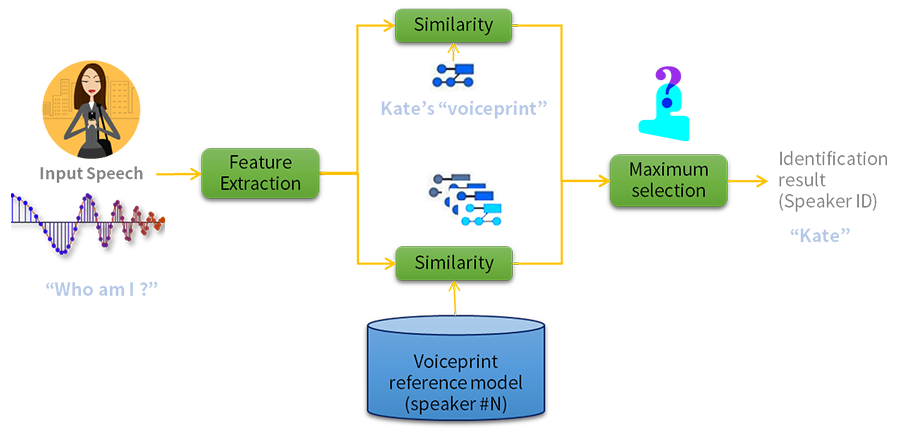 Similarity
Kate's “voiceprint”
Input Speech
Feature
Extraction
“Who am I ?”
Similarity
Voiceprint
reference model
(speaker #N)
?
Maximum
selection
Identification
result
(Speaker ID)
“Kate”